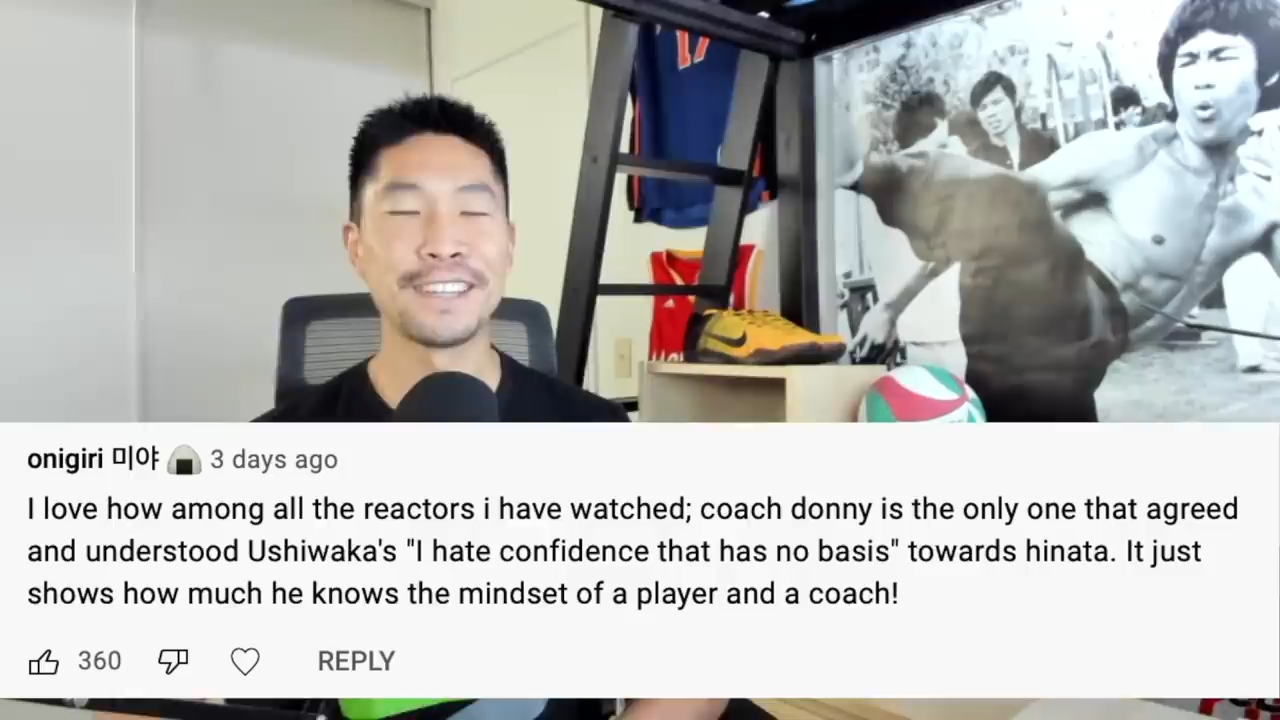 17
onigiri 미야 🍙 3 days ago
I love how among all the reactors i have watched; coach donny is the only one that agreed
and understood Ushiwaka's "I hate confidence that has no basis" towards hinata. It just
shows how much he knows the mindset of a player and a coach!
360 REPLY